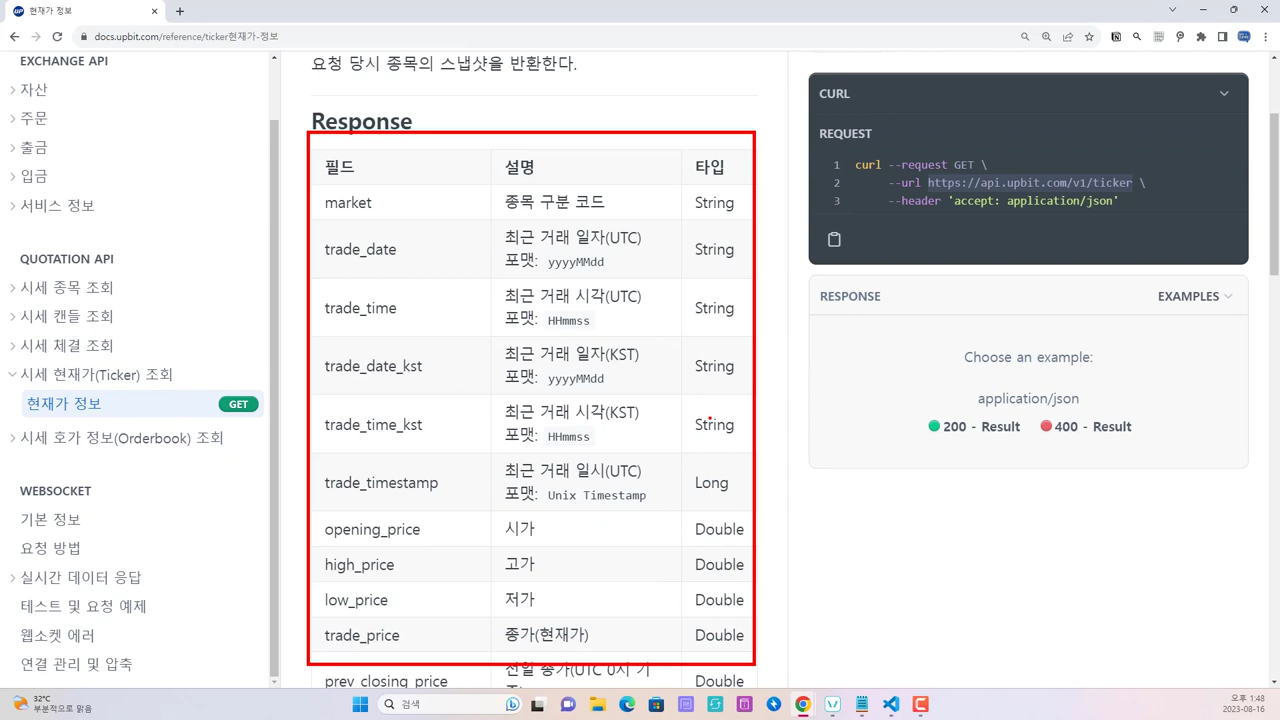 현재가 정보
docs.upbit.com/reference/ticker현재가-정보
EXCHANGE API
자산
주문
출금
입금
서비스 정보
QUOTATION API
시세 종목 조회
시세 캔들 조회
시세 체결 조회
시세 현재가(Ticker) 조회
현재가 정보 GET
시세 호가 정보(Orderbook) 조회
WEBSOCKET
기본 정보
요청 방법
실시간 데이터 응답
테스트 및 요청 예제
웹소켓 에러
연결 관리 및 압축
요청 당시 종목의 스냅샷을 반환한다.
Response
필드 설명 타입
market 종목 구분 코드 String
trade_date 최근 거래 일자(UTC) String
포맷: yyyyMMdd
trade_time 최근 거래 시각(UTC) String
포맷: HHmmss
trade_date_kst 최근 거래 일자(KST) String
포맷: yyyyMMdd
trade_time_kst 최근 거래 시각(KST) String
포맷: HHmmss
trade_timestamp 최근 거래 일시(UTC) Long
포맷: Unix Timestamp
opening_price 시가 Double
high_price 고가 Double
low_price 저가 Double
trade_price 종가(현재가) Double
prev_closing_price 전일 종가(UTC 0시 기 Double
CURL
REQUEST
1 curl --request GET \
2 --url https://api.upbit.com/v1/ticker \
3 --header 'accept: application/json'
RESPONSE EXAMPLES
Choose an example:
application/json
200 - Result 400 - Result
32°C
부분적으로 맑음
검색
오후 1:48
2023-08-16